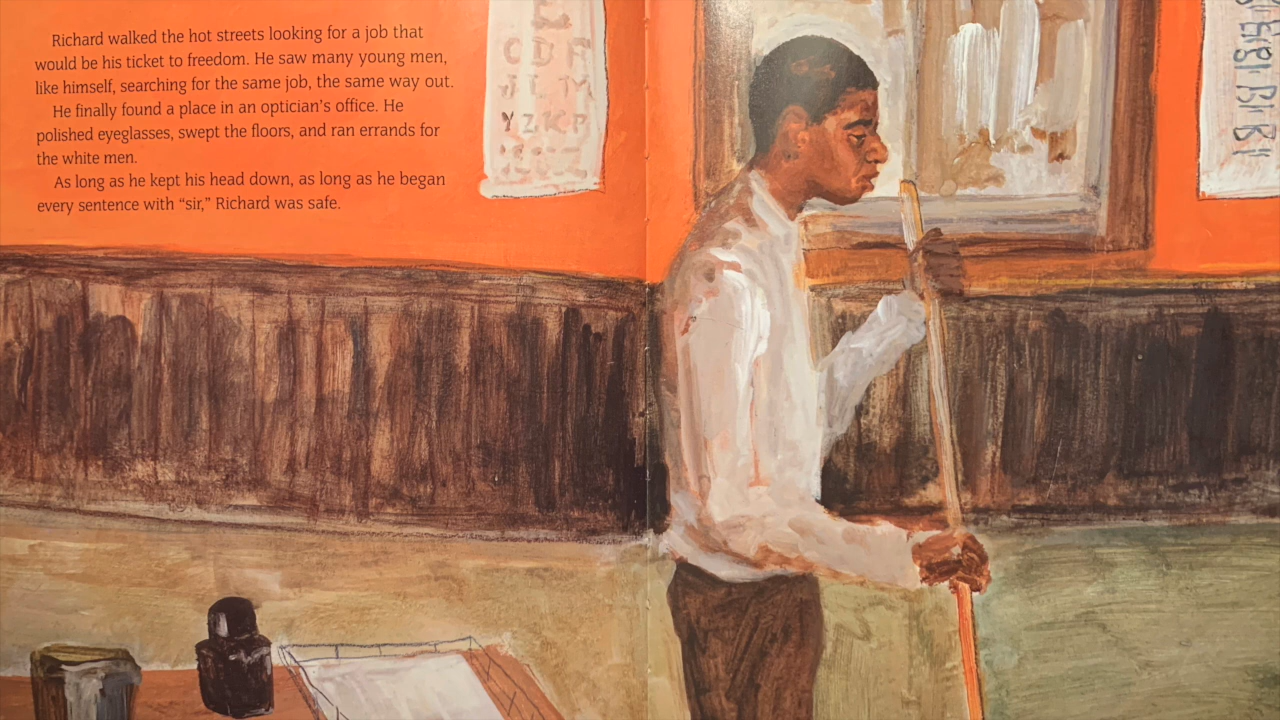 Richard walked the hot streets looking for a job that
would be his ticket to freedom. He saw many young men,
like himself, searching for the same job, the same way out.
He finally found a place in an optician's office. He
polished eyeglasses, swept the floors, and ran errands for
the white men.
As long as he kept his head down, as long as he began
every sentence with “sir,” Richard was safe.
E
C D F
Y Z K P